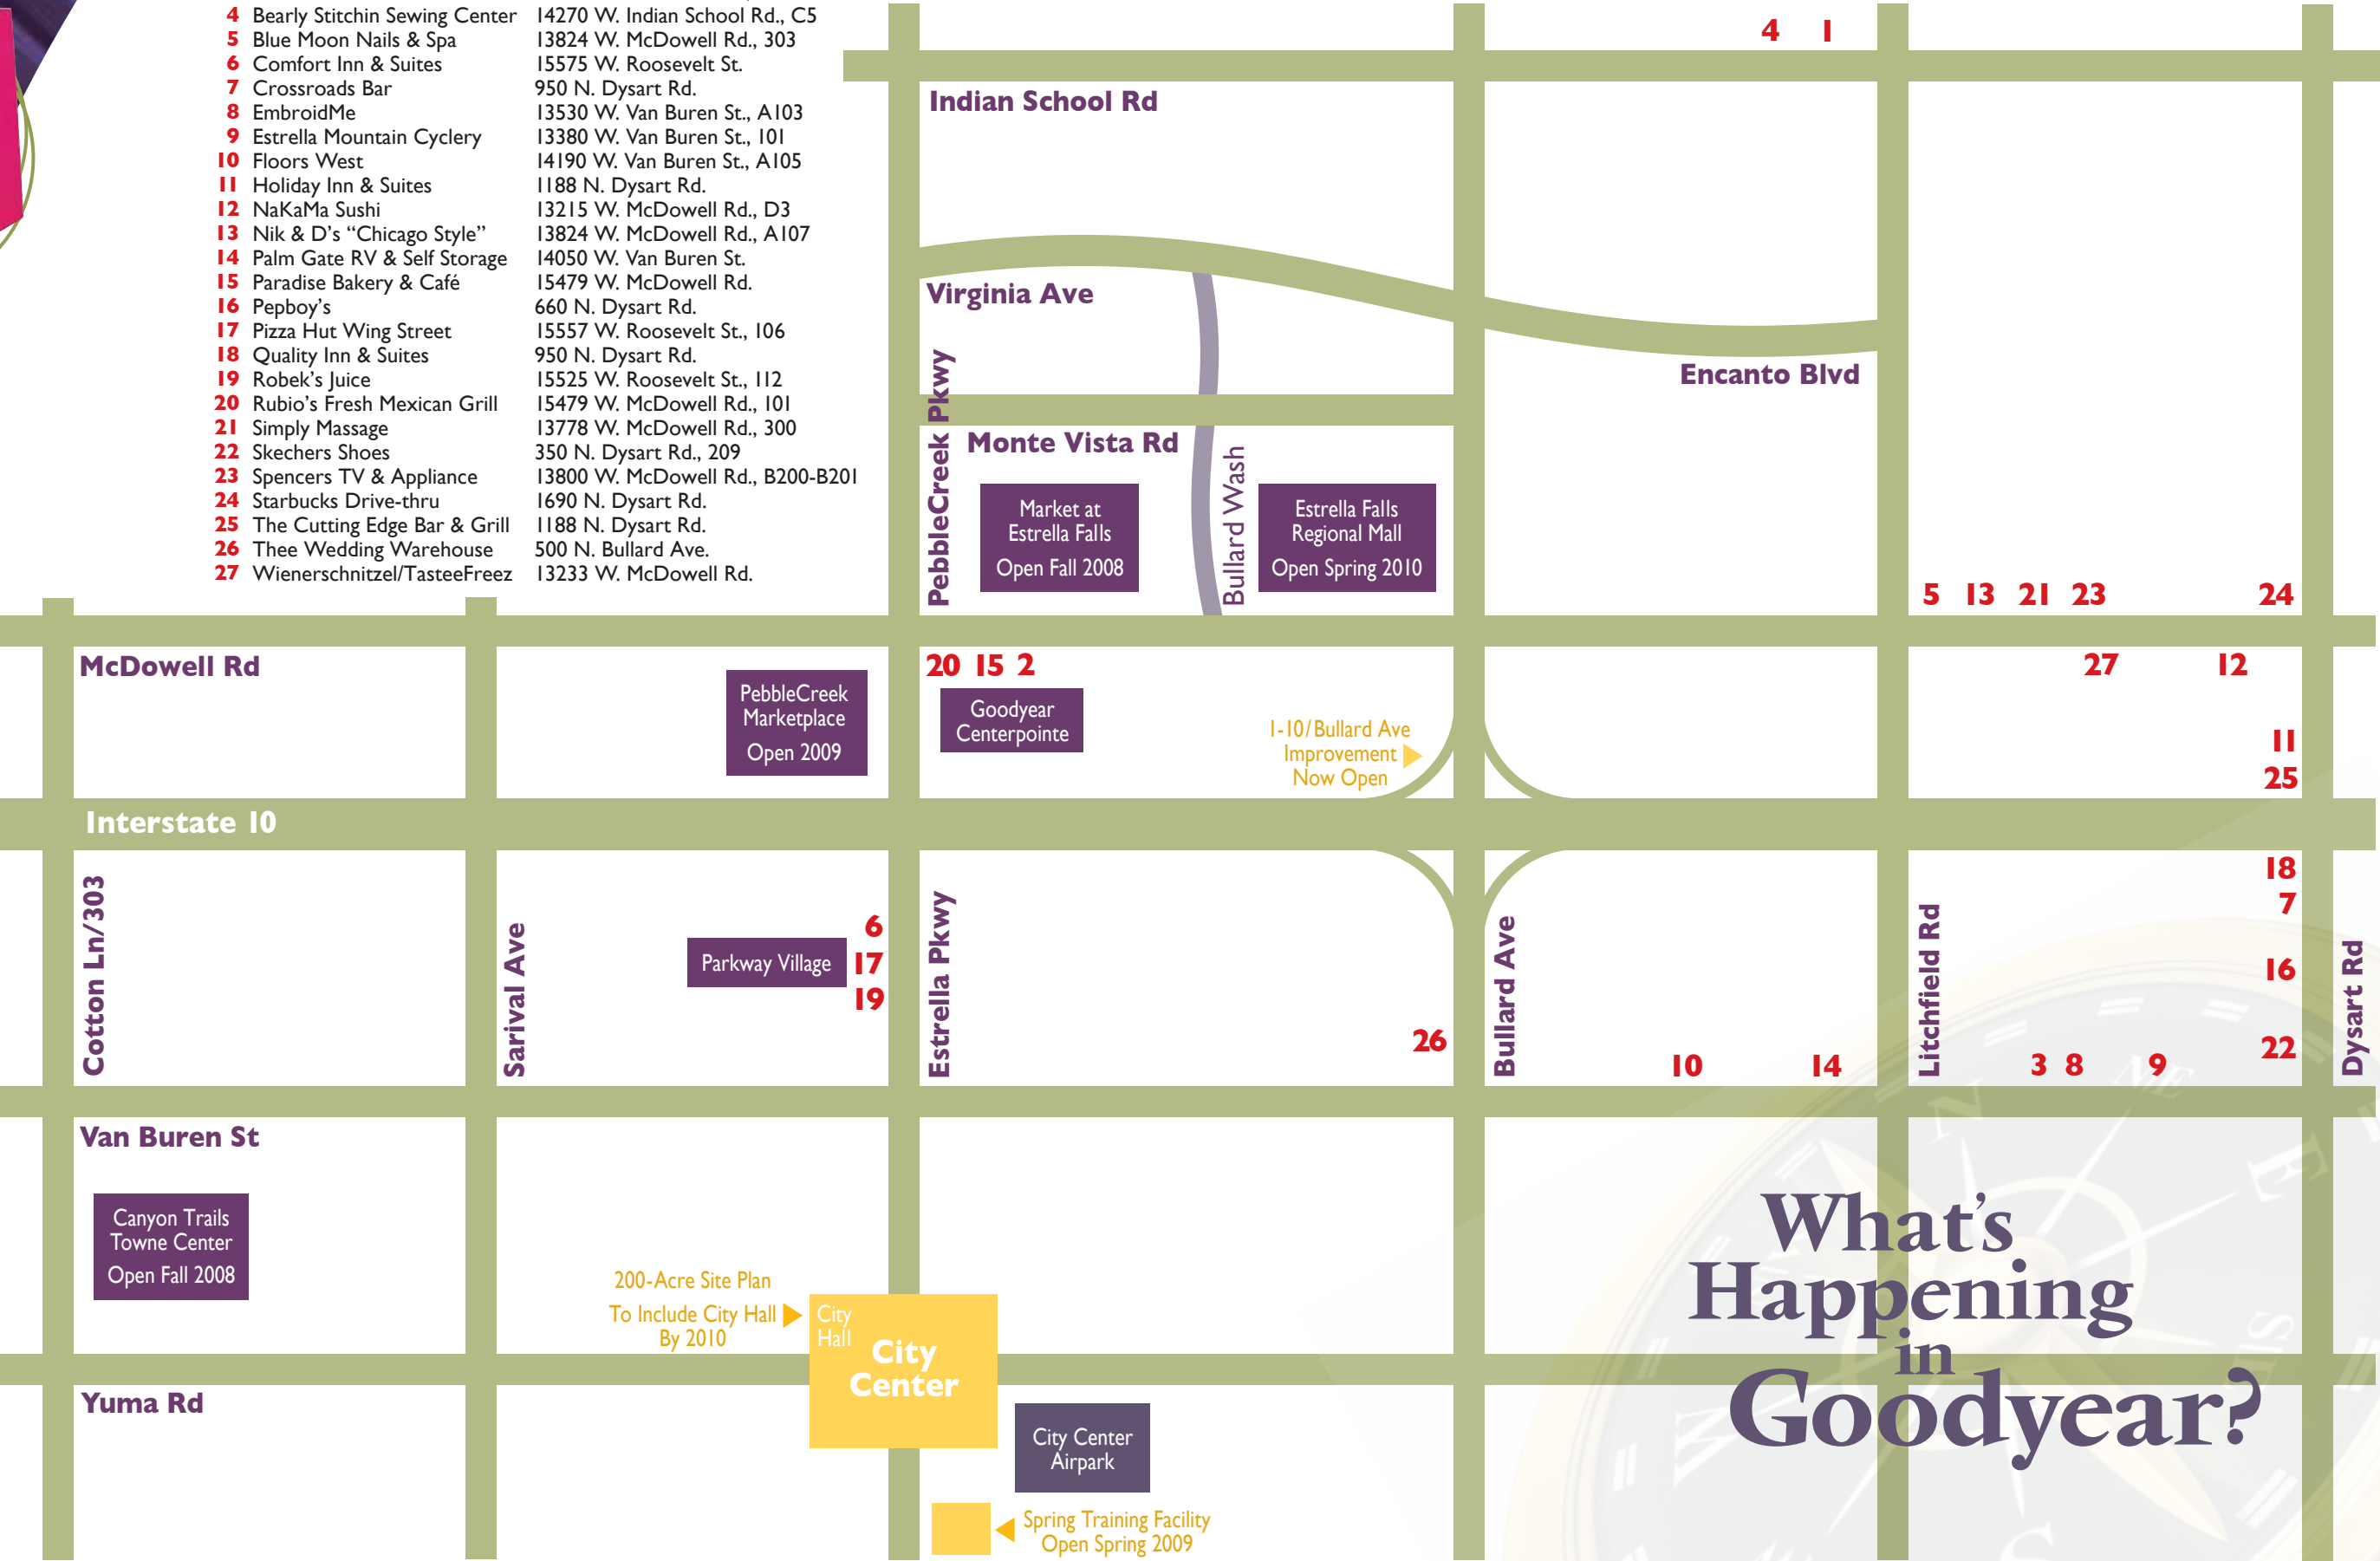 4 Bearly Stitchin Sewing Center 14270 W. Indian School Rd., C5
5 Blue Moon Nails & Spa 13824 W. McDowell Rd., 303
6 Comfort Inn & Suites 15575 W. Roosevelt St.
7 Crossroads Bar 950 N. Dysart Rd.
8 EmbroidMe 13530 W. Van Buren St., A103
9 Estrella Mountain Cyclery 13380 W. Van Buren St., 101
10 Floors West 14190 W. Van Buren St., A105
11 Holiday Inn & Suites 1188 N. Dysart Rd.
12 NaKaMa Sushi 13215 W. McDowell Rd., D3
13 Nik & D's “Chicago Style” 13824 W. McDowell Rd., A107
14 Palm Gate RV & Self Storage 14050 W. Van Buren St.
15 Paradise Bakery & Café 15479 W. McDowell Rd.
16 Pepboy's 660 N. Dysart Rd.
17 Pizza Hut Wing Street 15557 W. Roosevelt St., 106
18 Quality Inn & Suites 950 N. Dysart Rd.
19 Robek's Juice 15525 W. Roosevelt St., 112
20 Rubio's Fresh Mexican Grill 15479 W. McDowell Rd., 101
21 Simply Massage 13778 W. McDowell Rd., 300
22 Skechers Shoes 350 N. Dysart Rd., 209
23 Spencers TV & Appliance 13800 W. McDowell Rd., B200-B201
24 Starbucks Drive-thru 1690 N. Dysart Rd.
25 The Cutting Edge Bar & Grill 1188 N. Dysart Rd.
26 Thee Wedding Warehouse 500 N. Bullard Ave.
27 Wienerschnitzel/TasteeFreez 13233 W. McDowell Rd.
4 1
Indian School Rd
Virginia Ave
Encanto Blvd
PebbleCreek Pkwy
Monte Vista Rd
Bullard Wash
Market at
Estrella Falls
Open Fall 2008
Estrella Falls
Regional Mall
Open Spring 2010
5 13 21 23 24
McDowell Rd
PebbleCreek
Marketplace
Open 2009
20 15 2
Goodyear
Centerpointe
1-10/Bullard Ave
Improvement
Now Open
27 12
11
25
Interstate 10
Cotton Ln/303
Sarival Ave
Parkway Village
6
17
19
Estrella Pkwy
26
Bullard Ave
10 14
Litchfield Rd
18
7
16
22
3 8 9
Dysart Rd
Van Buren St
Canyon Trails
Towne Center
Open Fall 2008
200-Acre Site Plan
To Include City Hall
By 2010
City
Hall
City
Center
Yuma Rd
City Center
Airpark
Spring Training Facility
Open Spring 2009
N
NE
E
SE
S
W
What's
Happening
in
Goodyear?